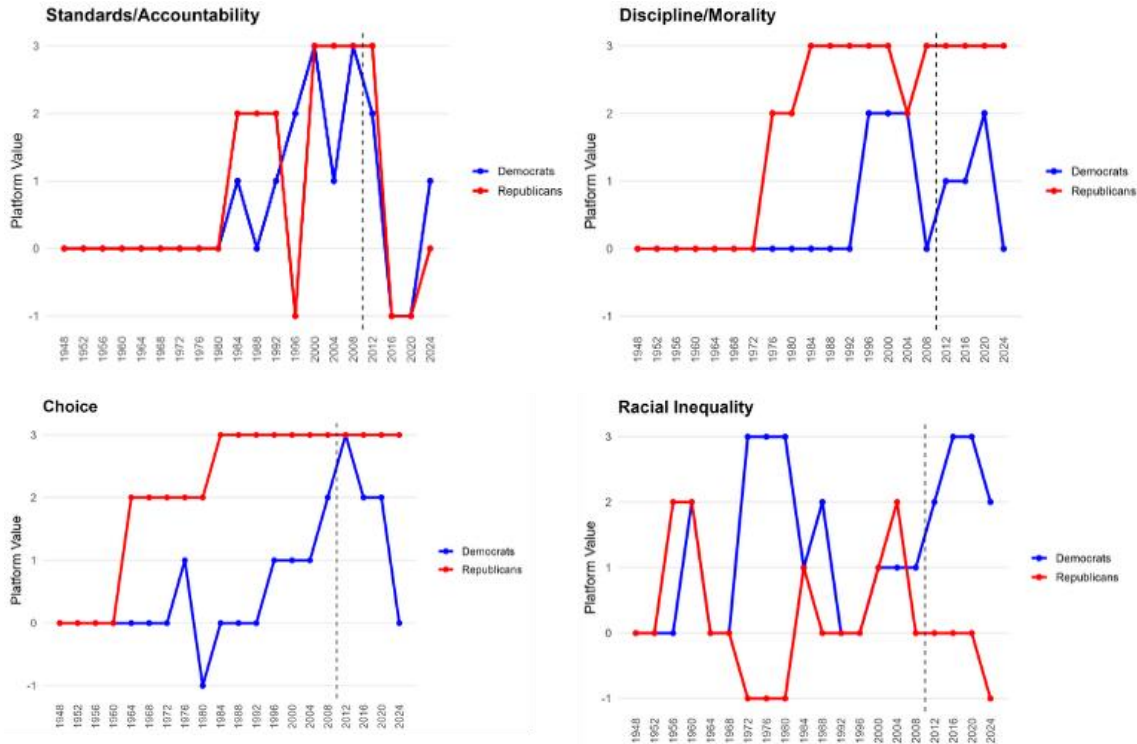 Standards/Accountability
Platform Value
3
2
1
0
-1
1948 1952 1956 1960 1964 1968 1972 1976 1980 1984 1988 1992 1996 2000 2004 2008 2012 2016 2020 2024
Democrats
Republicans
Discipline/Morality
Platform Value
3
2
1
0
-1
1948 1952 1956 1960 1964 1968 1972 1976 1980 1984 1988 1992 1996 2000 2004 2008 2012 2016 2020 2024
Democrats
Republicans
Choice
Platform Value
3
2
1
0
-1
1948 1952 1956 1960 1964 1968 1972 1976 1980 1984 1988 1992 1996 2000 2004 2008 2012 2016 2020 2024
Democrats
Republicans
Racial Inequality
Platform Value
3
2
1
0
-1
1948 1952 1956 1960 1964 1968 1972 1976 1980 1984 1988 1992 1996 2000 2004 2008 2012 2016 2020 2024
Democrats
Republicans